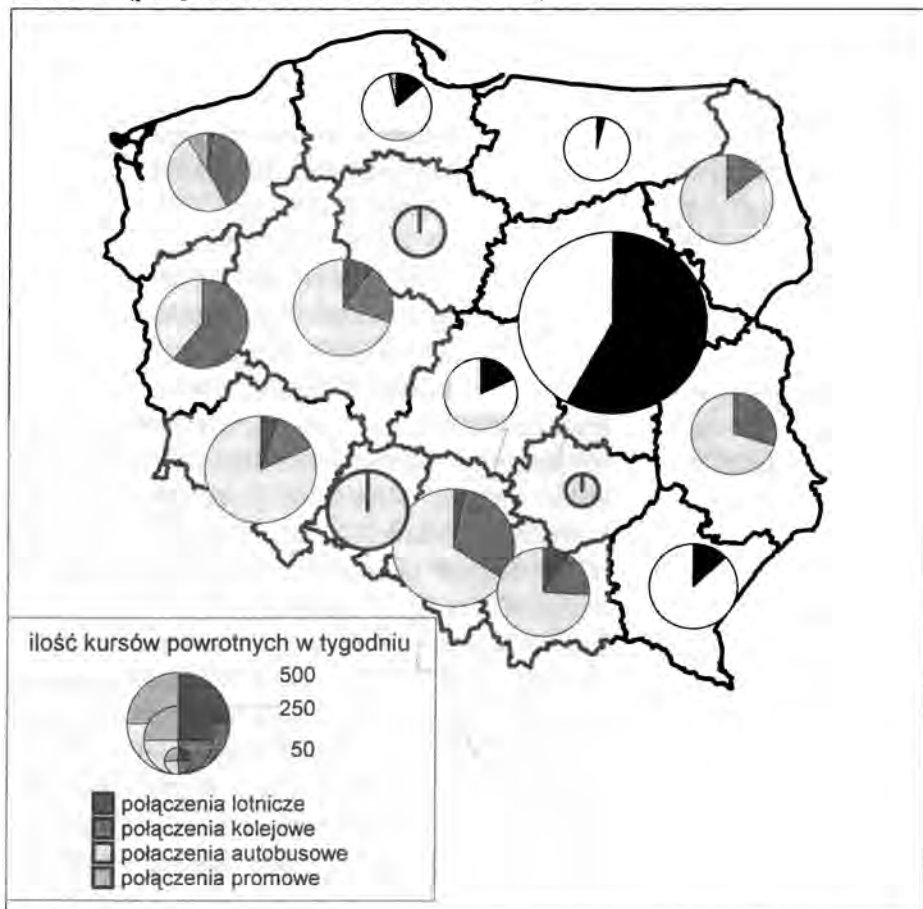 ilość kursów powrotnych w tygodniu
500
250
50
połączenia lotnicze
połączenia kolejowe
połaczenia autobusowe
połączenia promowe